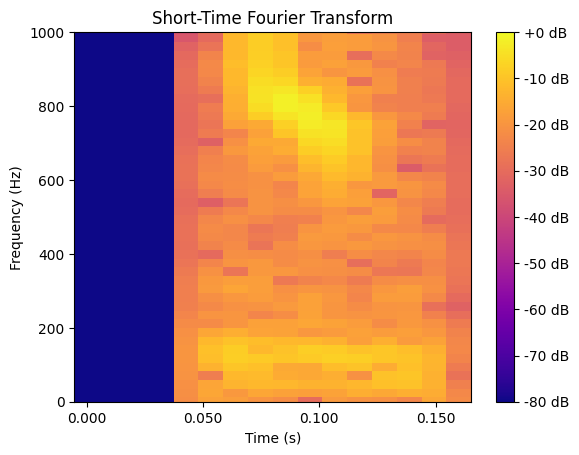 Short-Time Fourier Transform
1000
800
600
400
200
0
Frequency (Hz)
0.000
0.050
0.100
0.150
Time (s)
+0 dB
-10 dB
-20 dB
-30 dB
-40 dB
-50 dB
-60 dB
-70 dB
-80 dB